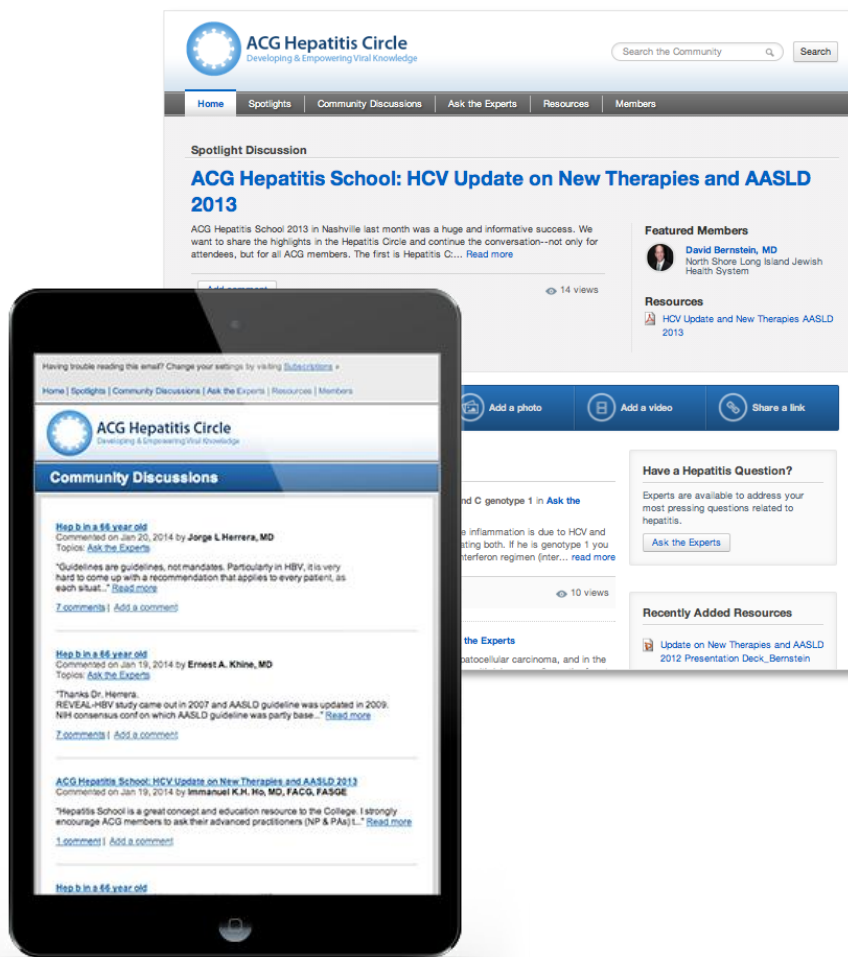 ACG Hepatitis Circle
Developing & Empowering Viral Knowledge
Search the Community
Search
Home
Spotlights
Community Discussions
Ask the Experts
Resources
Members
Spotlight Discussion
ACG Hepatitis School: HCV Update on New Therapies and AASLD
2013
ACG Hepatitis School 2013 in Nashville last month was a huge and informative success. We
want to share the highlights in the Hepatitis Circle and continue the conversation--not only for
attendees, but for all ACG members. The first is Hepatitis C:... Read more
Add comment
14 views
Featured Members
David Bernstein, MD
North Shore Long Island Jewish
Health System
Resources
HCV Update and New Therapies AASLD
2013
Add a photo
Add a video
Share a link
nd C genotype 1 in Ask the
e inflammation is due to HCV and
ating both. If he is genotype 1 you
nterferon regimen (inter... read more
10 views
the Experts
patocellular carcinoma, and in the
Have a Hepatitis Question?
Experts are available to address your
most pressing questions related to
hepatitis.
Ask the Experts
Recently Added Resources
Update on New Therapies and AASLD
2012 Presentation Deck_Bernstein
Having trouble reading this email? Change your settings by visiting Subscriptions »
Home | Spotlights | Community Discussions | Ask the Experts | Resources | Members
ACG Hepatitis Circle
Developing & Empowering Viral Knowledge
Community Discussions
Hep b in a 66 year old
Commented on Jan 20, 2014 by Jorge L Herrera, MD
Topics: Ask the Experts
"Guidelines are guidelines, not mandates. Particularly in HBV, it is very
hard to come up with a recommendation that applies to every patient, as
each situat..." Read more
7 comments | Add a comment
Hep b in a 66 year old
Commented on Jan 19, 2014 by Ernest A. Khine, MD
Topics: Ask the Experts
"Thanks Dr. Herrera.
REVEAL-HBV study came out in 2007 and AASLD guideline was updated in 2009.
NIH consensus conf on which AASLD guideline was partly base..." Read more
7 comments | Add a comment
ACG Hepatitis School: HCV Update on New Therapies and AASLD 2013
Commented on Jan 19, 2014 by Immanuel K.H. Ho, MD, FACG, FASGE
"Hepatitis School is a great concept and education resource to the College. I strongly
encourage ACG members to ask their advanced practitioners (NP & PAs) t..." Read more
1 comment | Add a comment
Hep b in a 66 year old